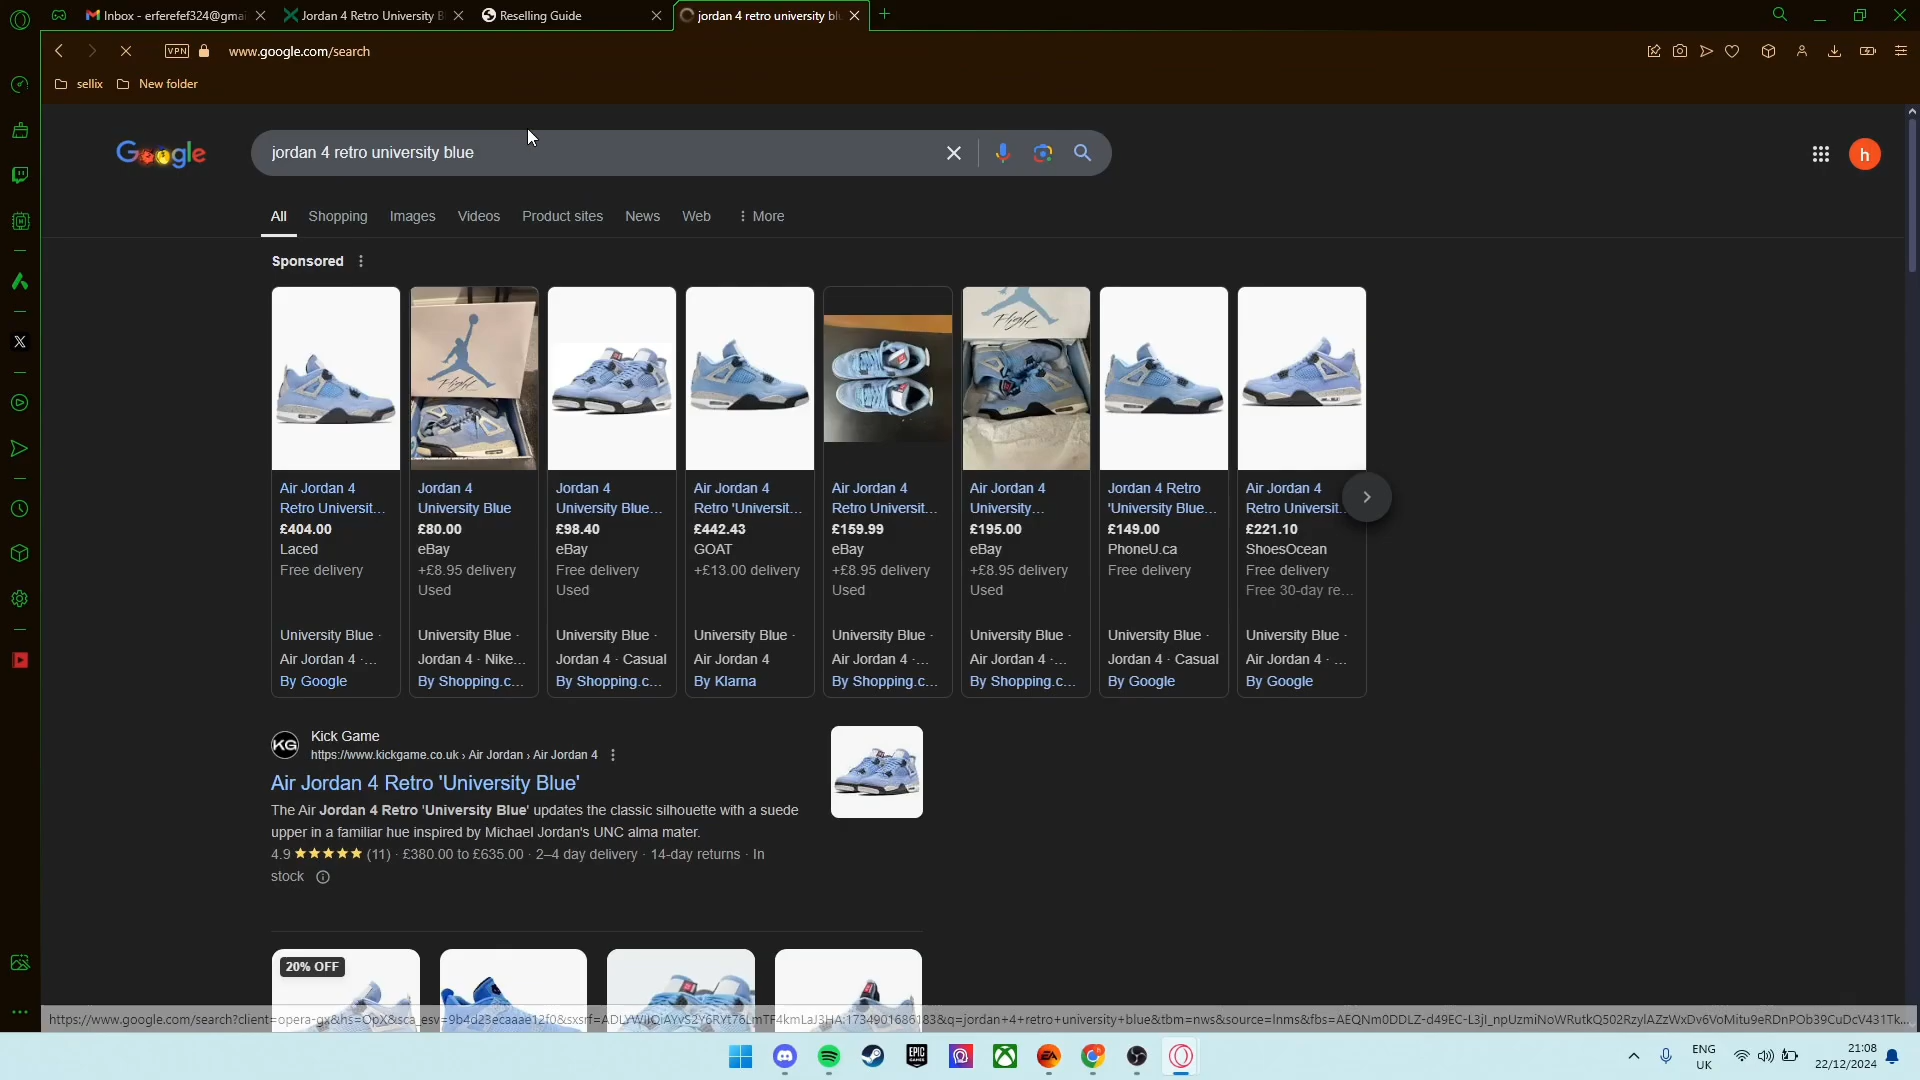 Inbox - erferefef324@gmai
Jordan 4 Retro University B
Reselling Guide
jordan 4 retro university bl
VPN
www.google.com/search
sellix
New folder
Google
jordan 4 retro university blue
h
All
Shopping
Images
Videos
Product sites
News
Web
More
Sponsored
Air Jordan 4
Retro Universit...
£404.00
Laced
Free delivery
University Blue ·
Air Jordan 4 ·...
By Google
Jordan 4
University Blue
£80.00
eBay
+£8.95 delivery
Used
University Blue ·
Jordan 4 · Nike...
By Shopping.c...
Jordan 4
University Blue...
£98.40
eBay
Free delivery
Used
University Blue ·
Jordan 4 · Casual
By Shopping.c...
Air Jordan 4
Retro 'Universit...
£442.43
GOAT
+£13.00 delivery
University Blue ·
Air Jordan 4
By Klarna
Air Jordan 4
Retro Universit...
£159.99
eBay
+£8.95 delivery
Used
University Blue ·
Air Jordan 4 ·...
By Shopping.c...
Flight
Air Jordan 4
University...
£195.00
eBay
+£8.95 delivery
Used
University Blue ·
Air Jordan 4 ·...
By Shopping.c...
Jordan 4 Retro
'University Blue...
£149.00
PhoneU.ca
Free delivery
University Blue ·
Jordan 4 · Casual
By Google
Air Jordan 4
Retro Universit...
£221.10
ShoesOcean
Free delivery
Free 30-day re...
University Blue ·
Air Jordan 4 · ...
By Google
KG
Kick Game
https://www.kickgame.co.uk › Air Jordan › Air Jordan 4
Air Jordan 4 Retro 'University Blue'
The Air Jordan 4 Retro 'University Blue' updates the classic silhouette with a suede
upper in a familiar hue inspired by Michael Jordan's UNC alma mater.
4.9 ★★★★★ (11) · £380.00 to £635.00 · 2–4 day delivery · 14-day returns · In
stock
20% OFF
EPIC
GAMES
EA
ENG
UK
21:08
22/12/2024